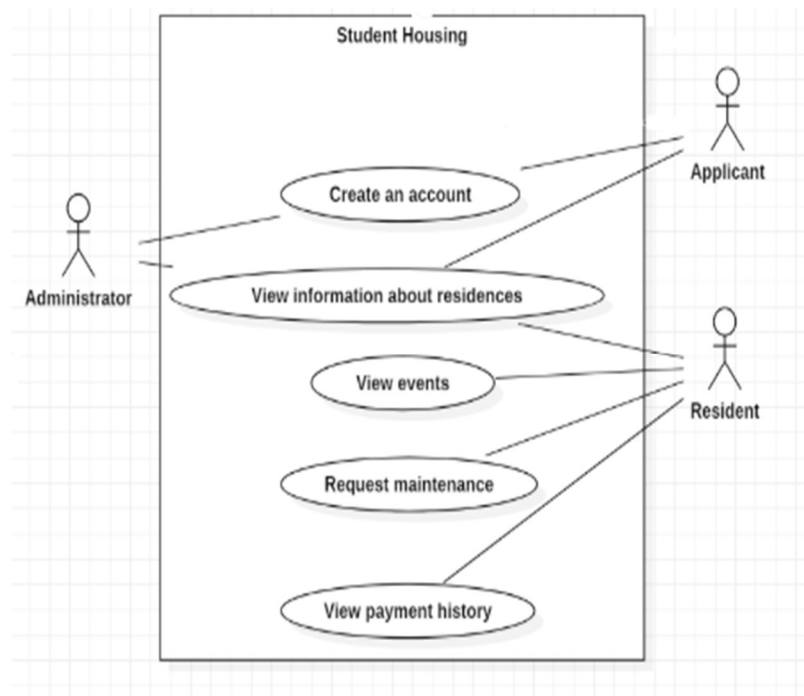 Student Housing
Applicant
Create an account
Administrator
View information about residences
View events
Resident
Request maintenance
View payment history